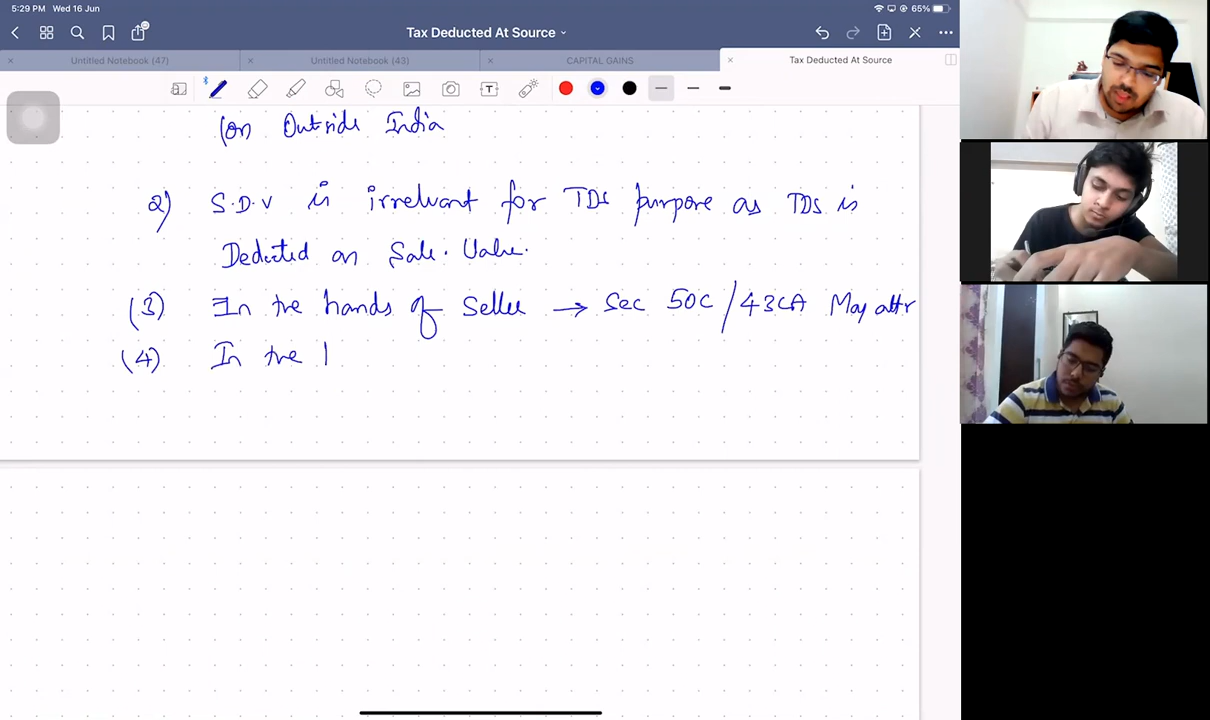 5:29 PM Wed 16 Jun
65%
Tax Deducted At Source
Untitled Notebook (47)
Untitled Notebook (43)
CAPITAL GAINS
Tax Deducted At Source
(on Outside India
2) S.D.V is irrelvant for TDS purpose as TDS is
Deducted on Sale. Value.
(3) In the hands of Seller → Sec 50C/43CA May attr
(4) In the